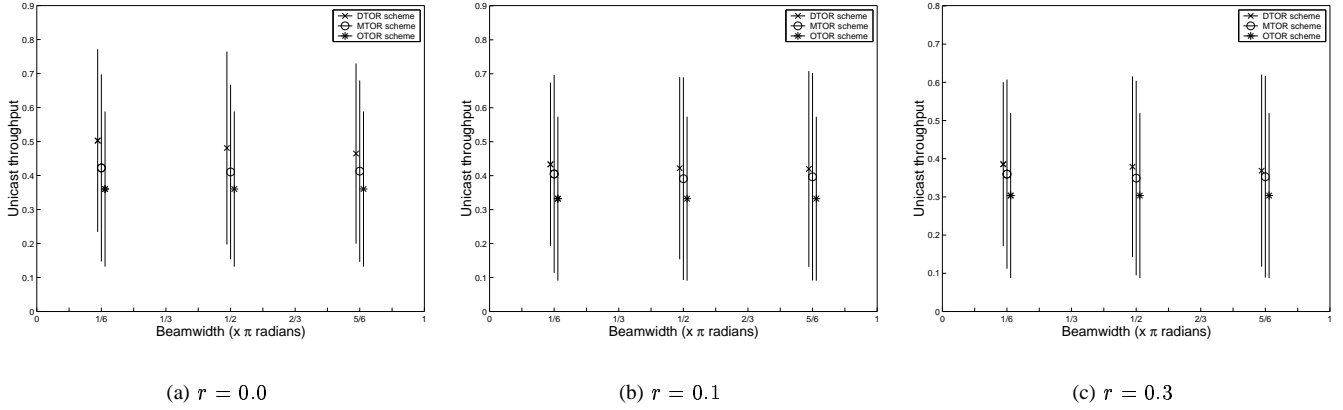 0.9
0.8
0.7
0.6
0.5
0.4
0.3
0.2
0.1
0
Unicast throughput
DTOR scheme
MTOR scheme
OTOR scheme
0 1/6 1/3 1/2 2/3 5/6 1
Beamwidth (x π radians)
(a) r = 0.0
0.9
0.8
0.7
0.6
0.5
0.4
0.3
0.2
0.1
0
Unicast throughput
DTOR scheme
MTOR scheme
OTOR scheme
0 1/6 1/3 1/2 2/3 5/6 1
Beamwidth (x π radians)
(b) r = 0.1
0.8
0.7
0.6
0.5
0.4
0.3
0.2
0.1
0
Unicast throughput
DTOR scheme
MTOR scheme
OTOR scheme
0 1/6 1/3 1/2 2/3 5/6 1
Beamwidth (x π radians)
(c) r = 0.3